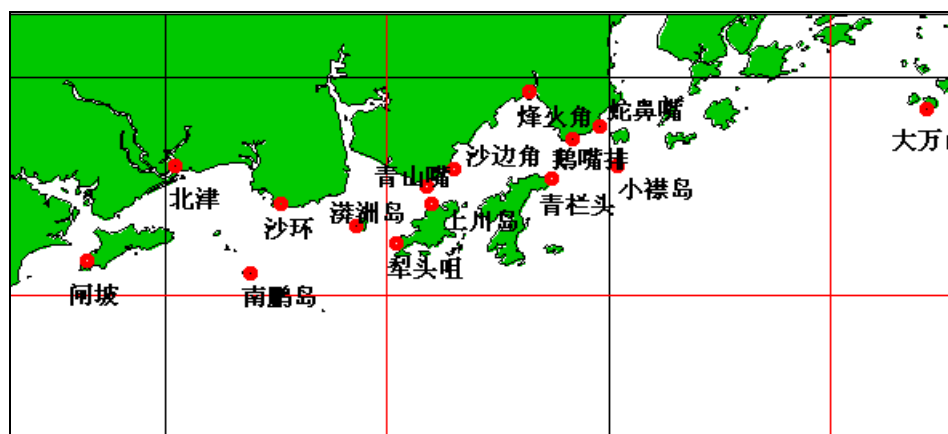 蛇鼻嘴
烽火角
大万
沙边角
鹅嘴排
青山嘴
小襟岛
北津
青栏头
漭洲岛
上川岛
沙环
犁头咀
闸坡
南鹏岛